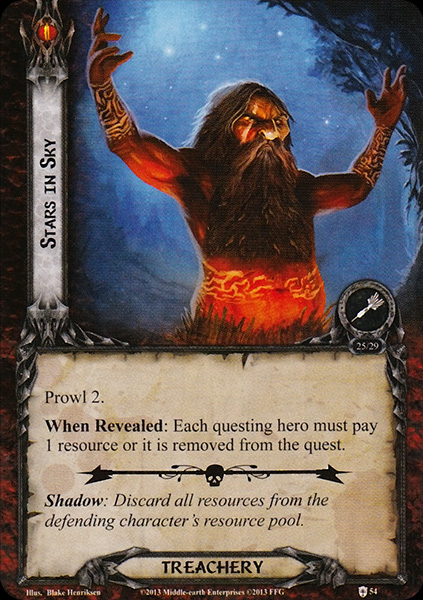 STARS IN SKY
25/29
Prowl 2.
When Revealed: Each questing hero must pay
1 resource or it is removed from the quest.
Shadow: Discard all resources from the
defending character's resource pool.
TREACHERY
Illus. Blake Henriksen ©2013 Middle-earth Enterprises ©2013 FFG 54